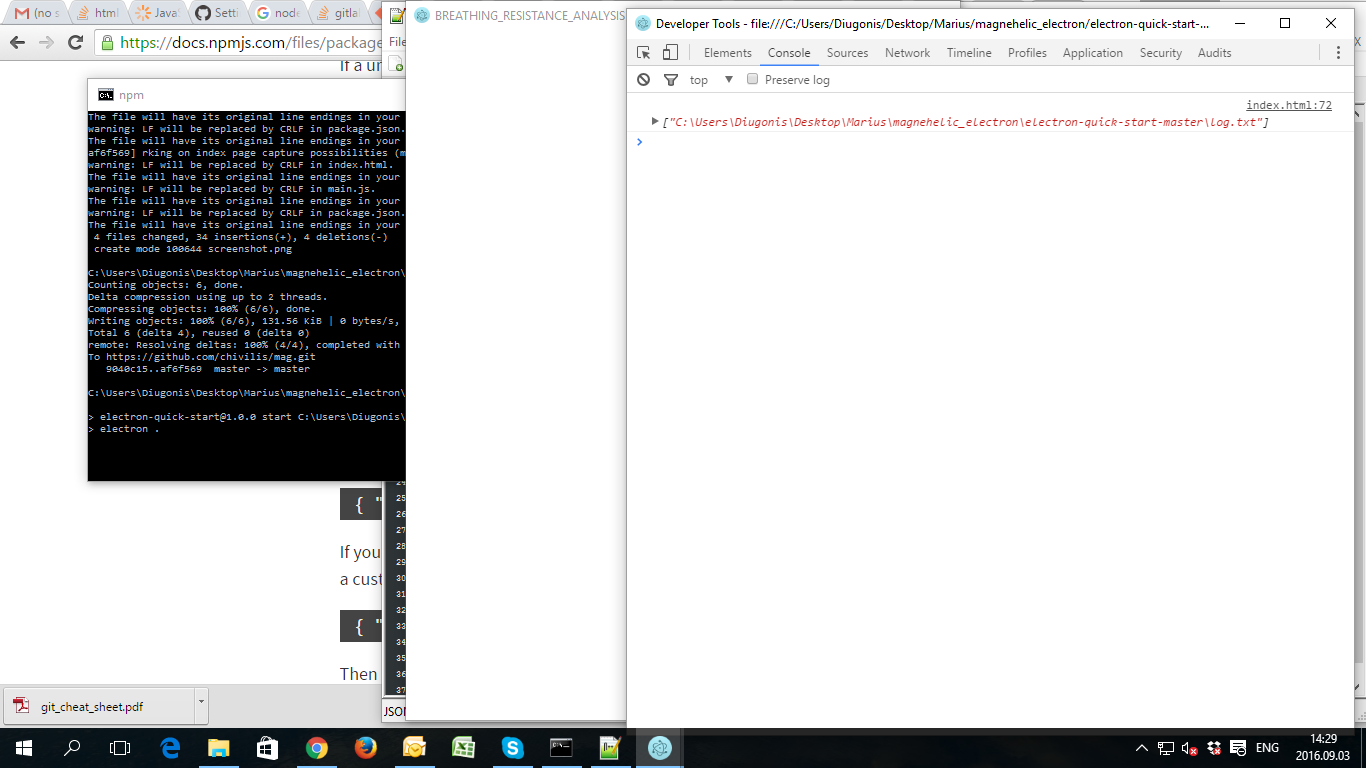 (no s
html
Java
Setti
node
gitla
https://docs.npmjs.com/files/package
If a ur
npm
The file will have its original line endings in your
warning: LF will be replaced by CRLF in package.json.
The file will have its original line endings in your
af6f569] rking on index page capture possibilities (m
warning: LF will be replaced by CRLF in index.html.
The file will have its original line endings in your
warning: LF will be replaced by CRLF in main.js.
The file will have its original line endings in your
warning: LF will be replaced by CRLF in package.json.
The file will have its original line endings in your
4 files changed, 34 insertions(+), 4 deletions(-)
create mode 100644 screenshot.png
C:\Users\Diugonis\Desktop\Marius\magnehelic_electron\
Counting objects: 6, done.
Delta compression using up to 2 threads.
Compressing objects: 100% (6/6), done.
Writing objects: 100% (6/6), 131.56 KiB | 0 bytes/s,
Total 6 (delta 4), reused 0 (delta 0)
remote: Resolving deltas: 100% (4/4), completed with
To https://github.com/chivilis/mag.git
9040c15..af6f569 master -> master
C:\Users\Diugonis\Desktop\Marius\magnehelic_electron\
> electron-quick-start@1.0.0 start C:\Users\Diugonis\
> electron .
{ "
If you
a cust
{ "
Then
git_cheat_sheet.pdf
File
25
26
27
28
29
30
31
32
33
34
35
36
37
JSON
BREATHING_RESISTANCE_ANALYSIS
Developer Tools - file:///C:/Users/Diugonis/Desktop/Marius/magnehelic_electron/electron-quick-start-...
Elements Console Sources Network Timeline Profiles Application Security Audits
top Preserve log
index.html:72
["C:\Users\Diugonis\Desktop\Marius\magnehelic_electron\electron-quick-start-master\log.txt"]
ENG
14:29
2016.09.03